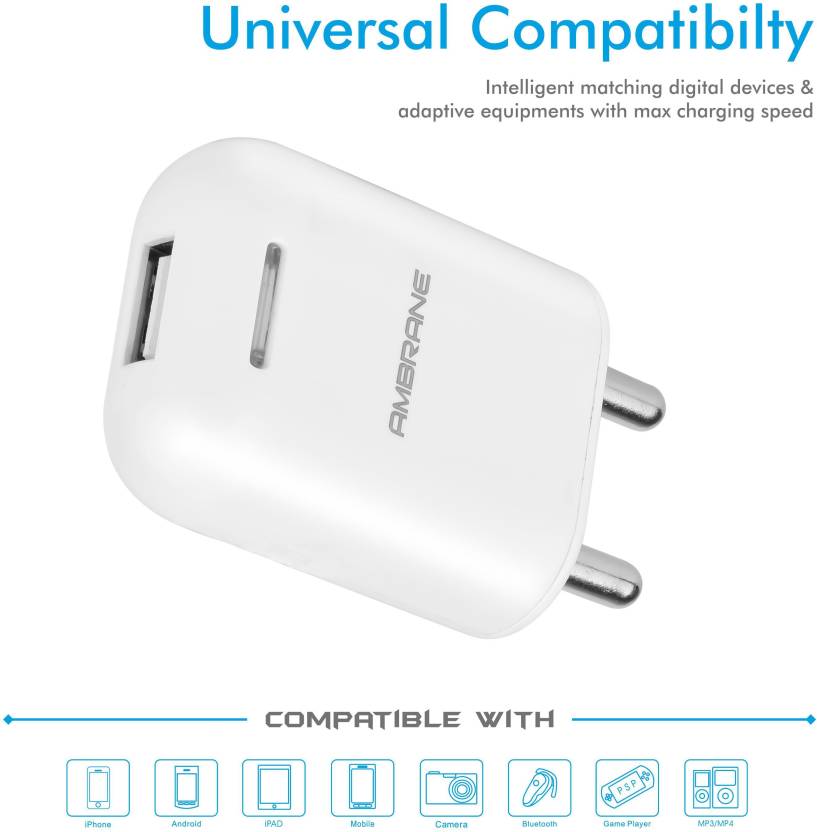 Universal Compatibilty
Intelligent matching digital devices &
adaptive equipments with max charging speed
AMBRANE
COMPATIBLE WITH
iPhone
Android
iPAD
Mobile
Camera
Bluetooth
PSP
Game Player
MP3/MP4